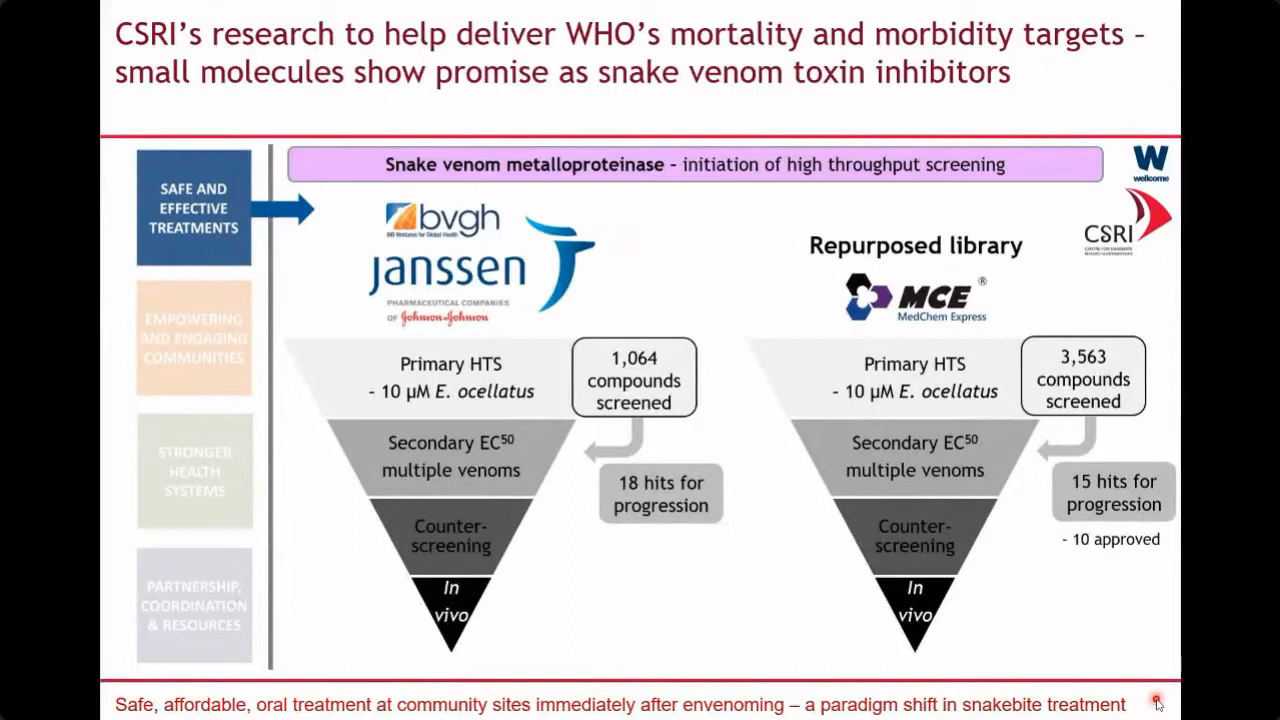 CSRI’s research to help deliver WHO’s mortality and morbidity targets –
small molecules show promise as snake venom toxin inhibitors
Snake venom metalloproteinase – initiation of high throughput screening
wellcome
CSRI
SAFE AND
EFFECTIVE
TREATMENTS
EMPOWERING
AND ENGAGING
COMMUNITIES
STRONGER
HEALTH
SYSTEMS
PARTNERSHIP,
COORDINATION
& RESOURCES
bvgh
BIO Ventures for Global Health
Janssen
PHARMACEUTICAL COMPANIES
OF Johnson&Johnson
Primary HTS
– 10 µM E. ocellatus
1,064
compounds
screened
Secondary EC⁵⁰
multiple venoms
18 hits for
progression
Counter-
screening
In
vivo
Repurposed library
MCE ®
MedChem Express
Primary HTS
– 10 µM E. ocellatus
3,563
compounds
screened
Secondary EC⁵⁰
multiple venoms
15 hits for
progression
– 10 approved
Counter-
screening
In
vivo
Safe, affordable, oral treatment at community sites immediately after envenoming – a paradigm shift in snakebite treatment